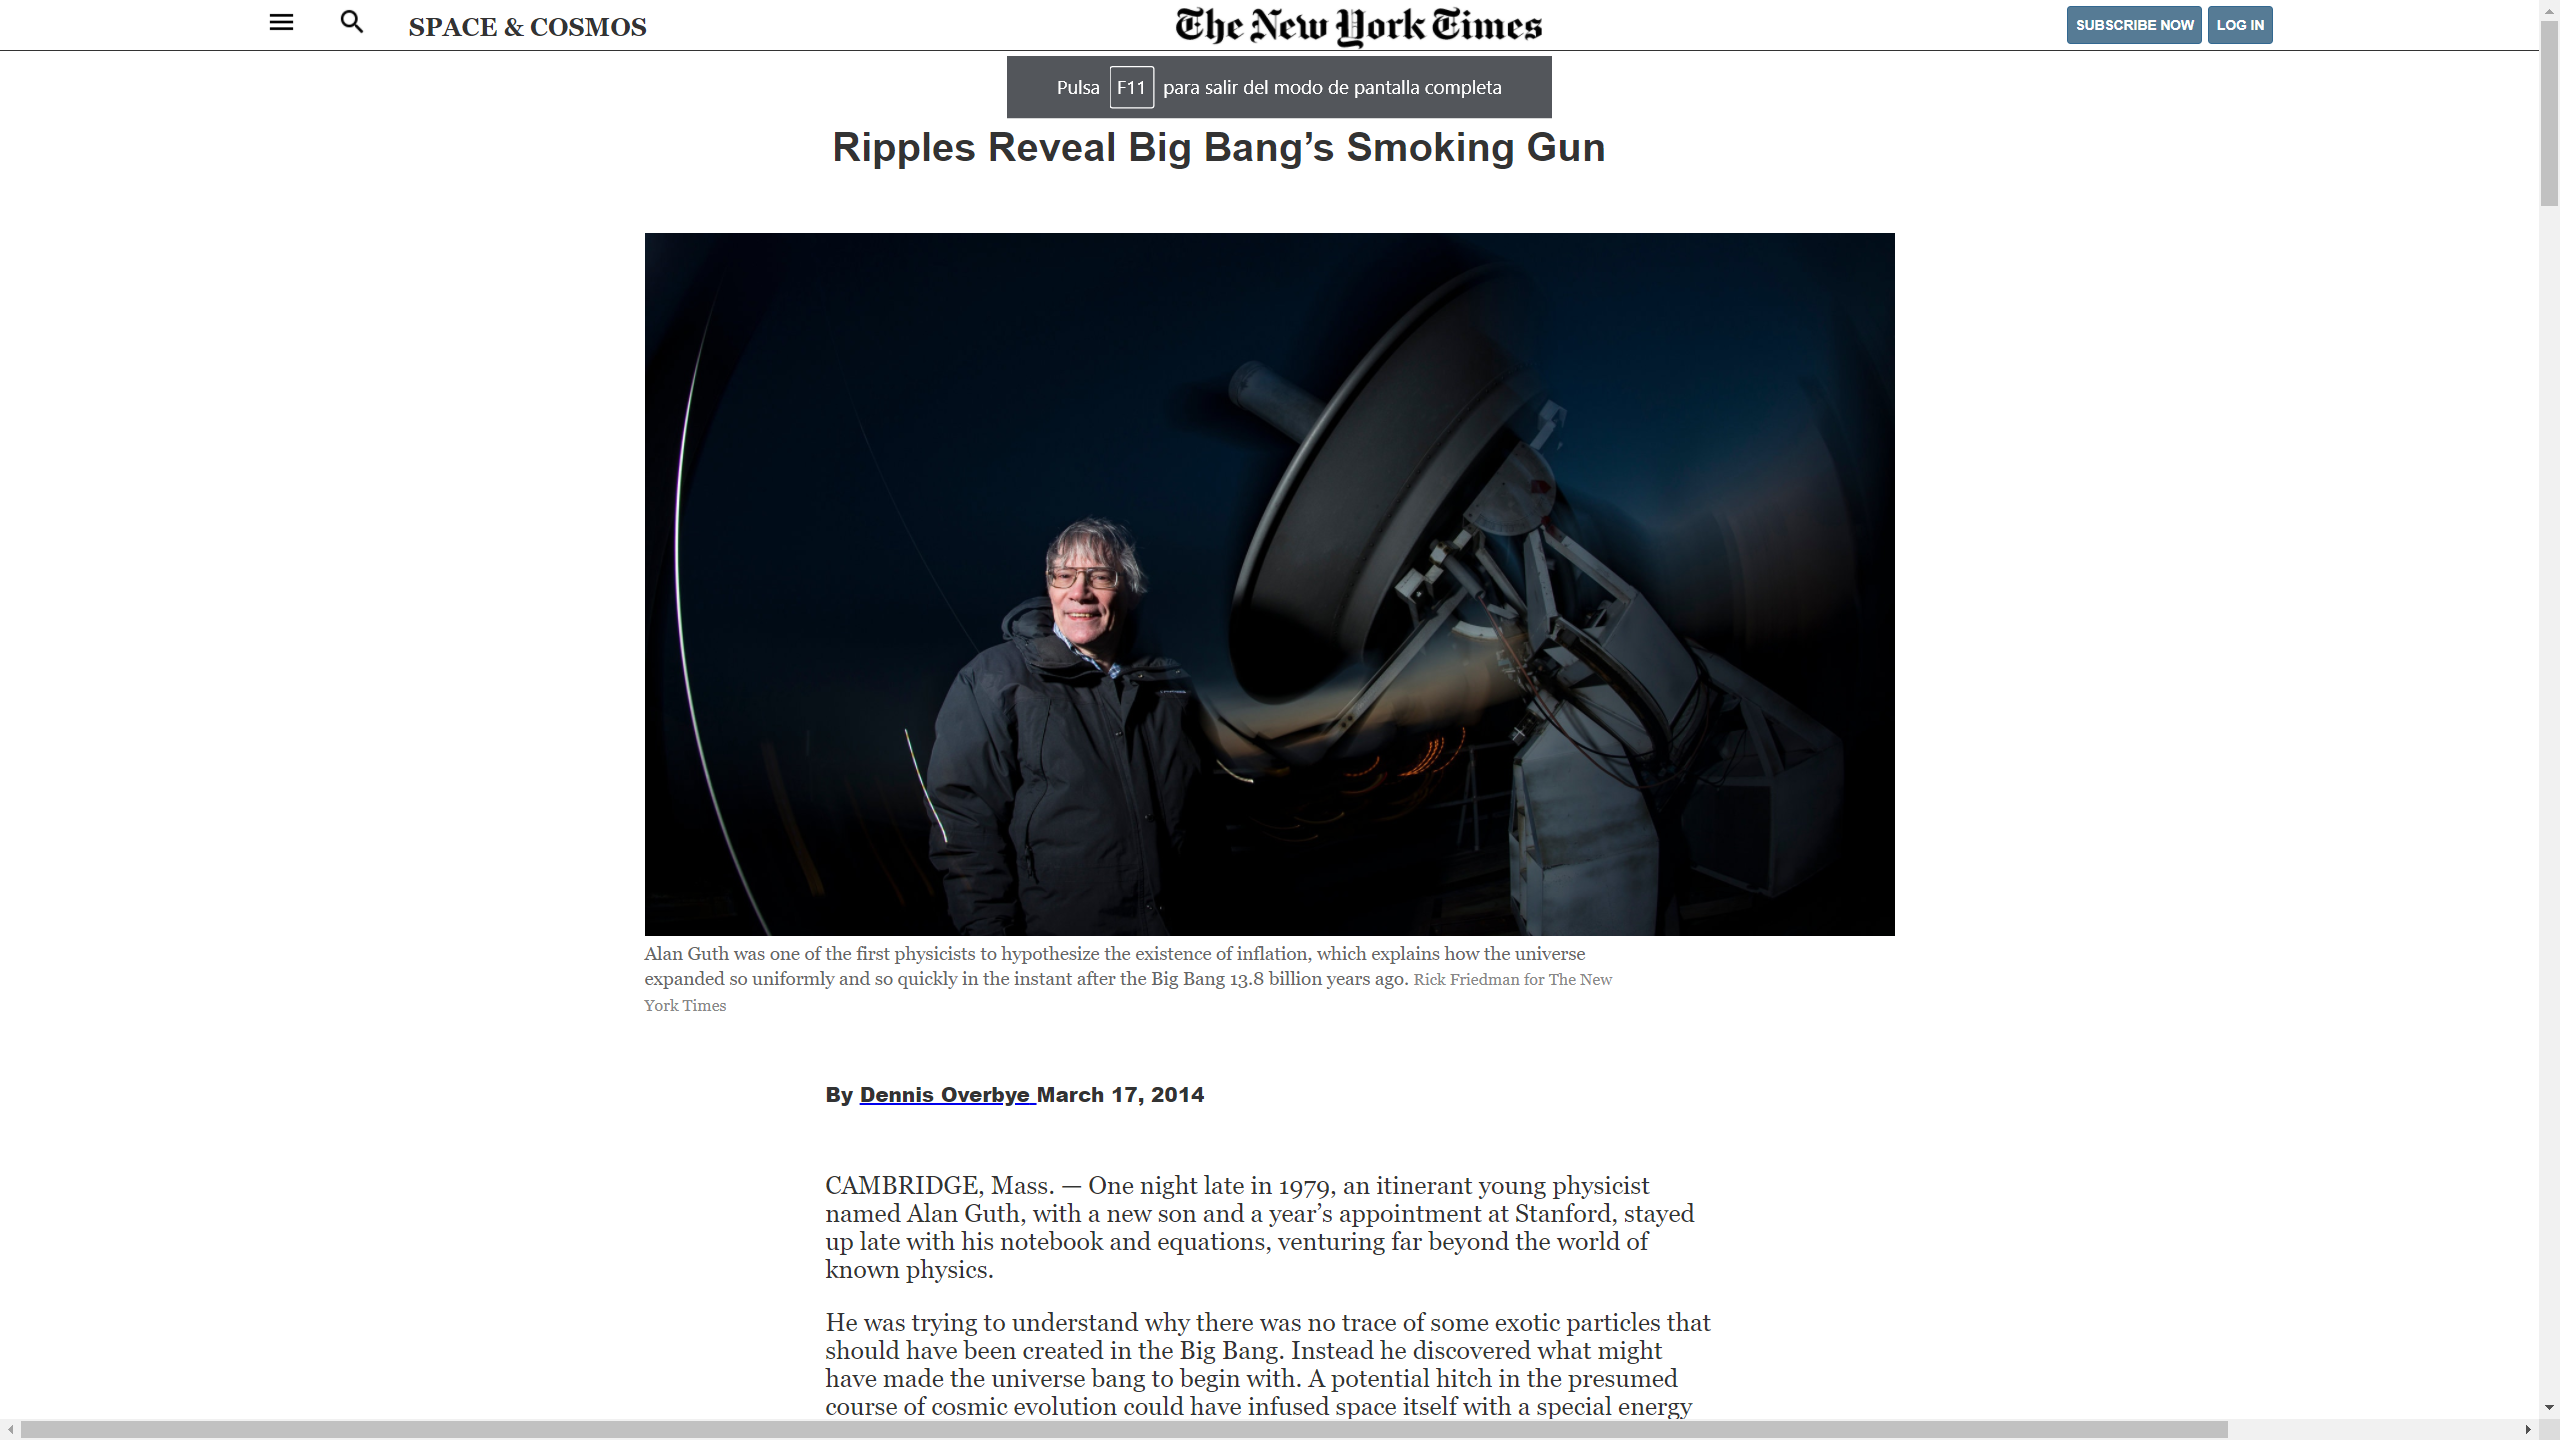 SPACE & COSMOS
The New York Times
SUBSCRIBE NOW
LOG IN
Pulsa F11 para salir del modo de pantalla completa
Ripples Reveal Big Bang’s Smoking Gun
Alan Guth was one of the first physicists to hypothesize the existence of inflation, which explains how the universe
expanded so uniformly and so quickly in the instant after the Big Bang 13.8 billion years ago. Rick Friedman for The New
York Times
By Dennis Overbye March 17, 2014
CAMBRIDGE, Mass. — One night late in 1979, an itinerant young physicist
named Alan Guth, with a new son and a year’s appointment at Stanford, stayed
up late with his notebook and equations, venturing far beyond the world of
known physics.
He was trying to understand why there was no trace of some exotic particles that
should have been created in the Big Bang. Instead he discovered what might
have made the universe bang to begin with. A potential hitch in the presumed
course of cosmic evolution could have infused space itself with a special energy